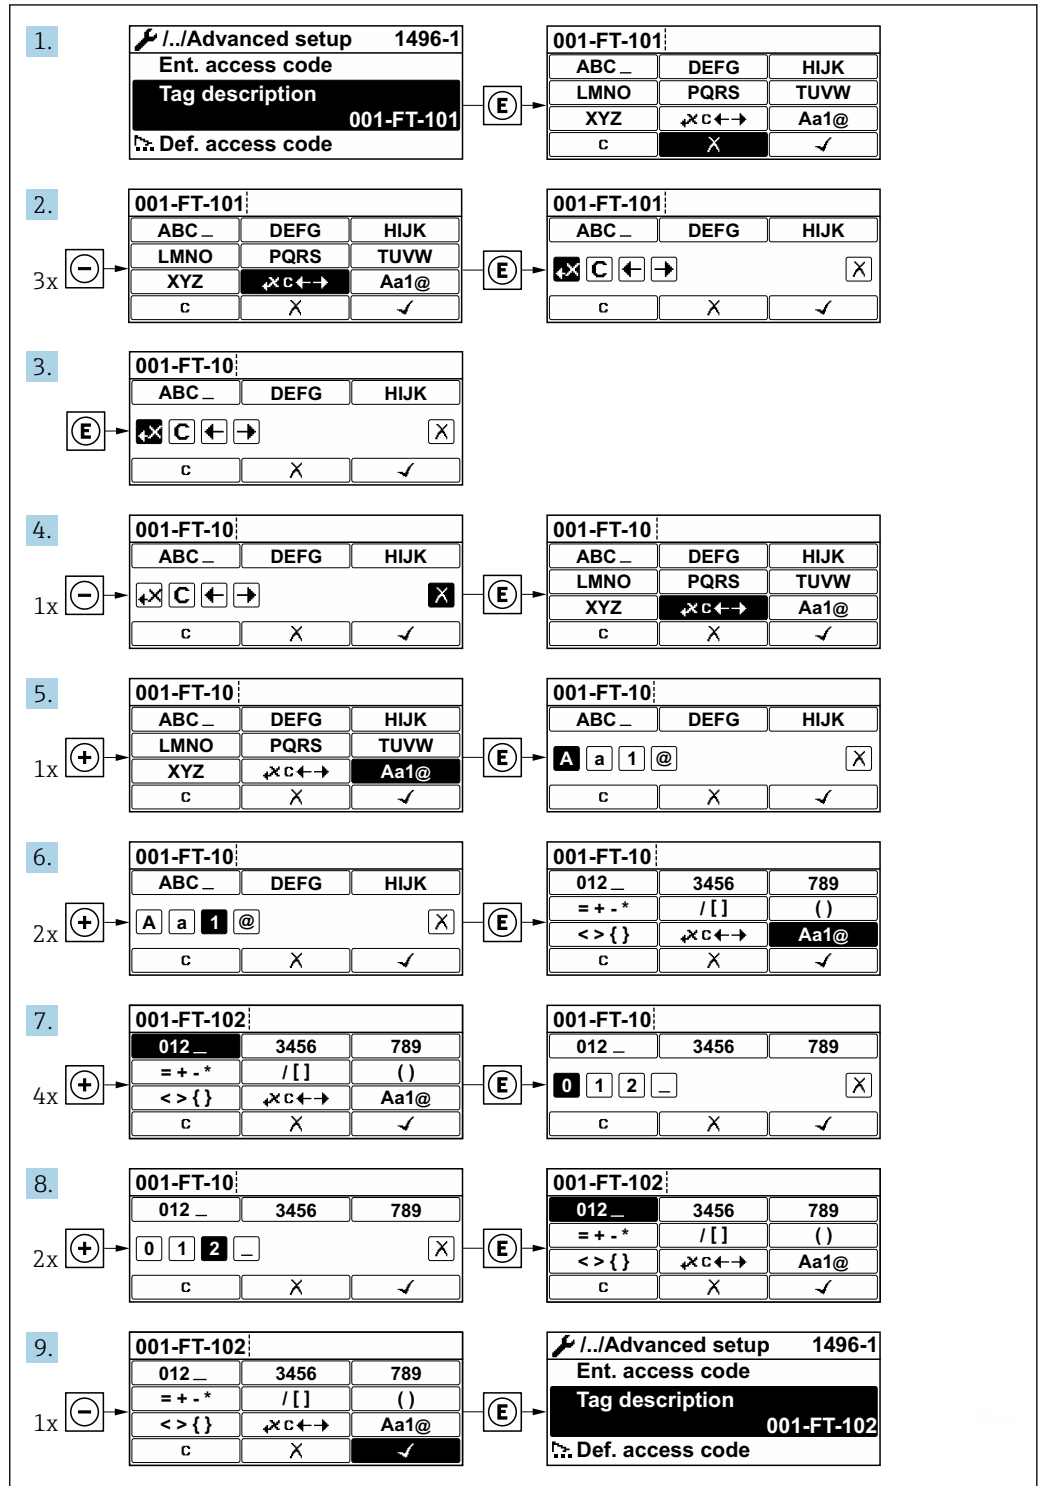 1.
/../Advanced setup 1496-1
Ent. access code
Tag description
001-FT-101
Def. access code
E
001-FT-101
ABC_ DEFG HIJK
LMNO PQRS TUVW
XYZ C←→ Aa1@
C X ✓
2.
3x
001-FT-101
ABC_ DEFG HIJK
LMNO PQRS TUVW
XYZ C←→ Aa1@
C X ✓
E
001-FT-101
ABC_ DEFG HIJK
C ← → X
C X ✓
3.
E
001-FT-10
ABC_ DEFG HIJK
C ← → X
C X ✓
4.
1x
001-FT-10
ABC_ DEFG HIJK
C ← → X
C X ✓
E
001-FT-10
ABC_ DEFG HIJK
LMNO PQRS TUVW
XYZ C←→ Aa1@
C X ✓
5.
1x
001-FT-10
ABC_ DEFG HIJK
LMNO PQRS TUVW
XYZ C←→ Aa1@
C X ✓
E
001-FT-10
ABC_ DEFG HIJK
A a 1 @ X
C X ✓
6.
2x
001-FT-10
ABC_ DEFG HIJK
A a 1 @ X
C X ✓
E
001-FT-10
012_ 3456 789
=+-* /[] ()
<>{} C←→ Aa1@
C X ✓
7.
4x
001-FT-102
012_ 3456 789
=+-* /[] ()
<>{} C←→ Aa1@
C X ✓
E
001-FT-10
012_ 3456 789
0 1 2 _ X
C X ✓
8.
2x
001-FT-10
012_ 3456 789
0 1 2 _ X
C X ✓
E
001-FT-102
012_ 3456 789
=+-* /[] ()
<>{} C←→ Aa1@
C X ✓
9.
1x
001-FT-102
012_ 3456 789
=+-* /[] ()
<>{} C←→ Aa1@
C X ✓
E
/../Advanced setup 1496-1
Ent. access code
Tag description
001-FT-102
Def. access code